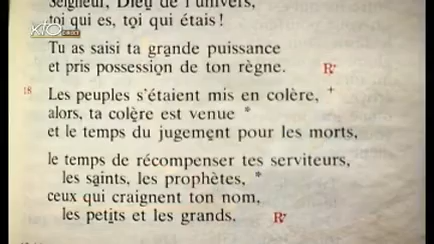 Seigneur, Dieu de l'univers,
toi qui es, toi qui étais !
Tu as saisi ta grande puissance
et pris possession de ton règne. R
18 Les peuples s'étaient mis en colère, +
alors, ta colère est venue *
et le temps du jugement pour les morts,
le temps de récompenser tes serviteurs,
les saints, les prophètes, *
ceux qui craignent ton nom,
les petits et les grands. R